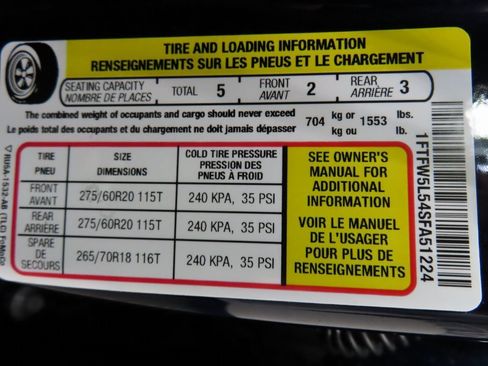 TIRE AND LOADING INFORMATION
RENSEIGNEMENTS SUR LES PNEUS ET LE CHARGEMENT
SEATING CAPACITY
NOMBRE DE PLACES
TOTAL 5
FRONT
AVANT
2
REAR
ARRIÈRE
3
The combined weight of occupants and cargo should never exceed
Le poids total des occupants et du chargement ne doit jamais dépasser
704 kg or
kg ou
1553 lbs.
lb.
TIRE
PNEU
SIZE
DIMENSIONS
COLD TIRE PRESSURE
PRESSION DES
PNEUS À FROID
FRONT
AVANT
275/60R20 115T
240 KPA, 35 PSI
REAR
ARRIÈRE
275/60R20 115T
240 KPA, 35 PSI
SPARE
DE
SECOURS
265/70R18 116T
240 KPA, 35 PSI
SEE OWNER'S
MANUAL FOR
ADDITIONAL
INFORMATION
VOIR LE MANUEL
DE L'USAGER
POUR PLUS DE
RENSEIGNEMENTS
1FTFW5L54SFA51224